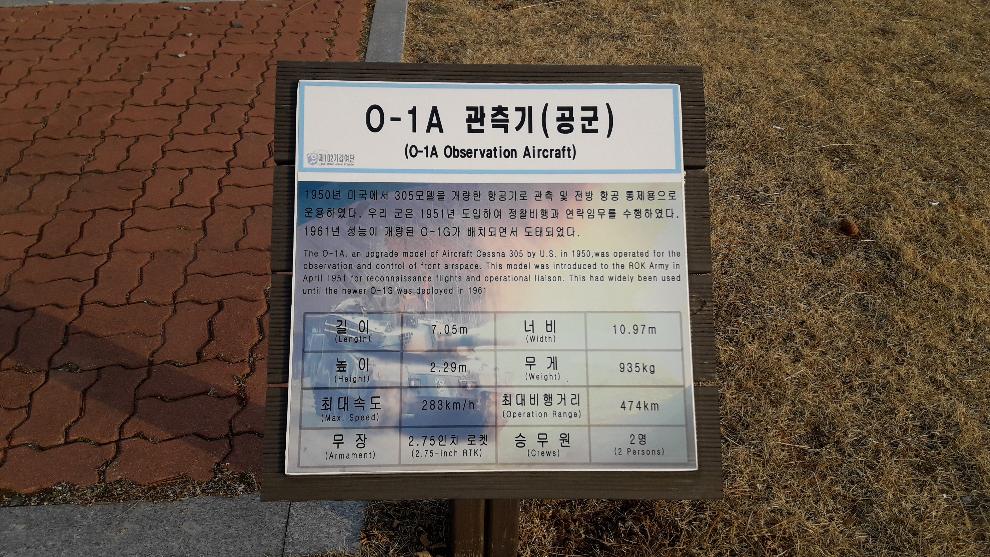 O-1A 관측기(공군)
(O-1A Observation Aircraft)
제102기갑여단
1950년 미국에서 305모델을 개량한 항공기로 관측 및 전방 항공 통제용으로
운용하였다. 우리 군은 1951년 도입하여 정찰비행과 연락임무를 수행하였다.
1961년 성능이 개량된 O-1G가 배치되면서 도태되었다.
The O-1A, an upgrade model of Aircraft Cessna 305 by U.S. in 1950,was operated for the
observation and control of front airspace. This model was introduced to the ROK Army in
April 1951 for reconnaissance flights and operational liaison. This had widely been used
until the newer O-1G was deployed in 1961
길 이 7.05m 너 비 10.97m
(Length) (Width)
높 이 2.29m 무 게 935kg
(Height) (Weight)
최대속도 283km/h 최대비행거리 474km
(Max. Speed) (Operation Range)
무 장 2.75인치 로켓 승 무 원 2명
(Armament) (2.75-inch RTK) (Crews) (2 Persons)